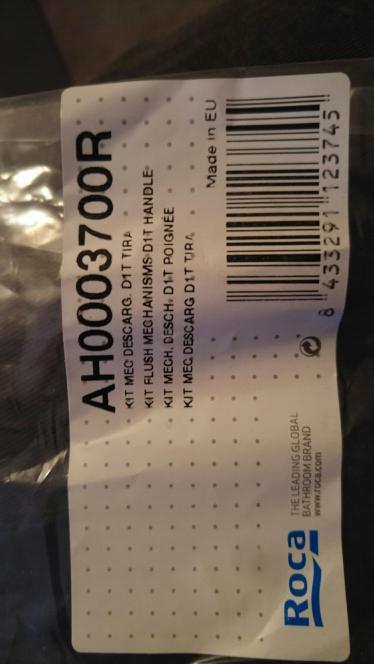 AH0003700R
KIT MEC DESCARG. D1T TIRA
KIT FLUSH MECHANISMS D1T HANDLE
KIT MECH. DESCH. D1T POIGNÉE
KIT MEC DESCARG D1T TIRA
Made in EU
8 433291 123745
Roca
THE LEADING GLOBAL
BATHROOM BRAND
www.roca.com